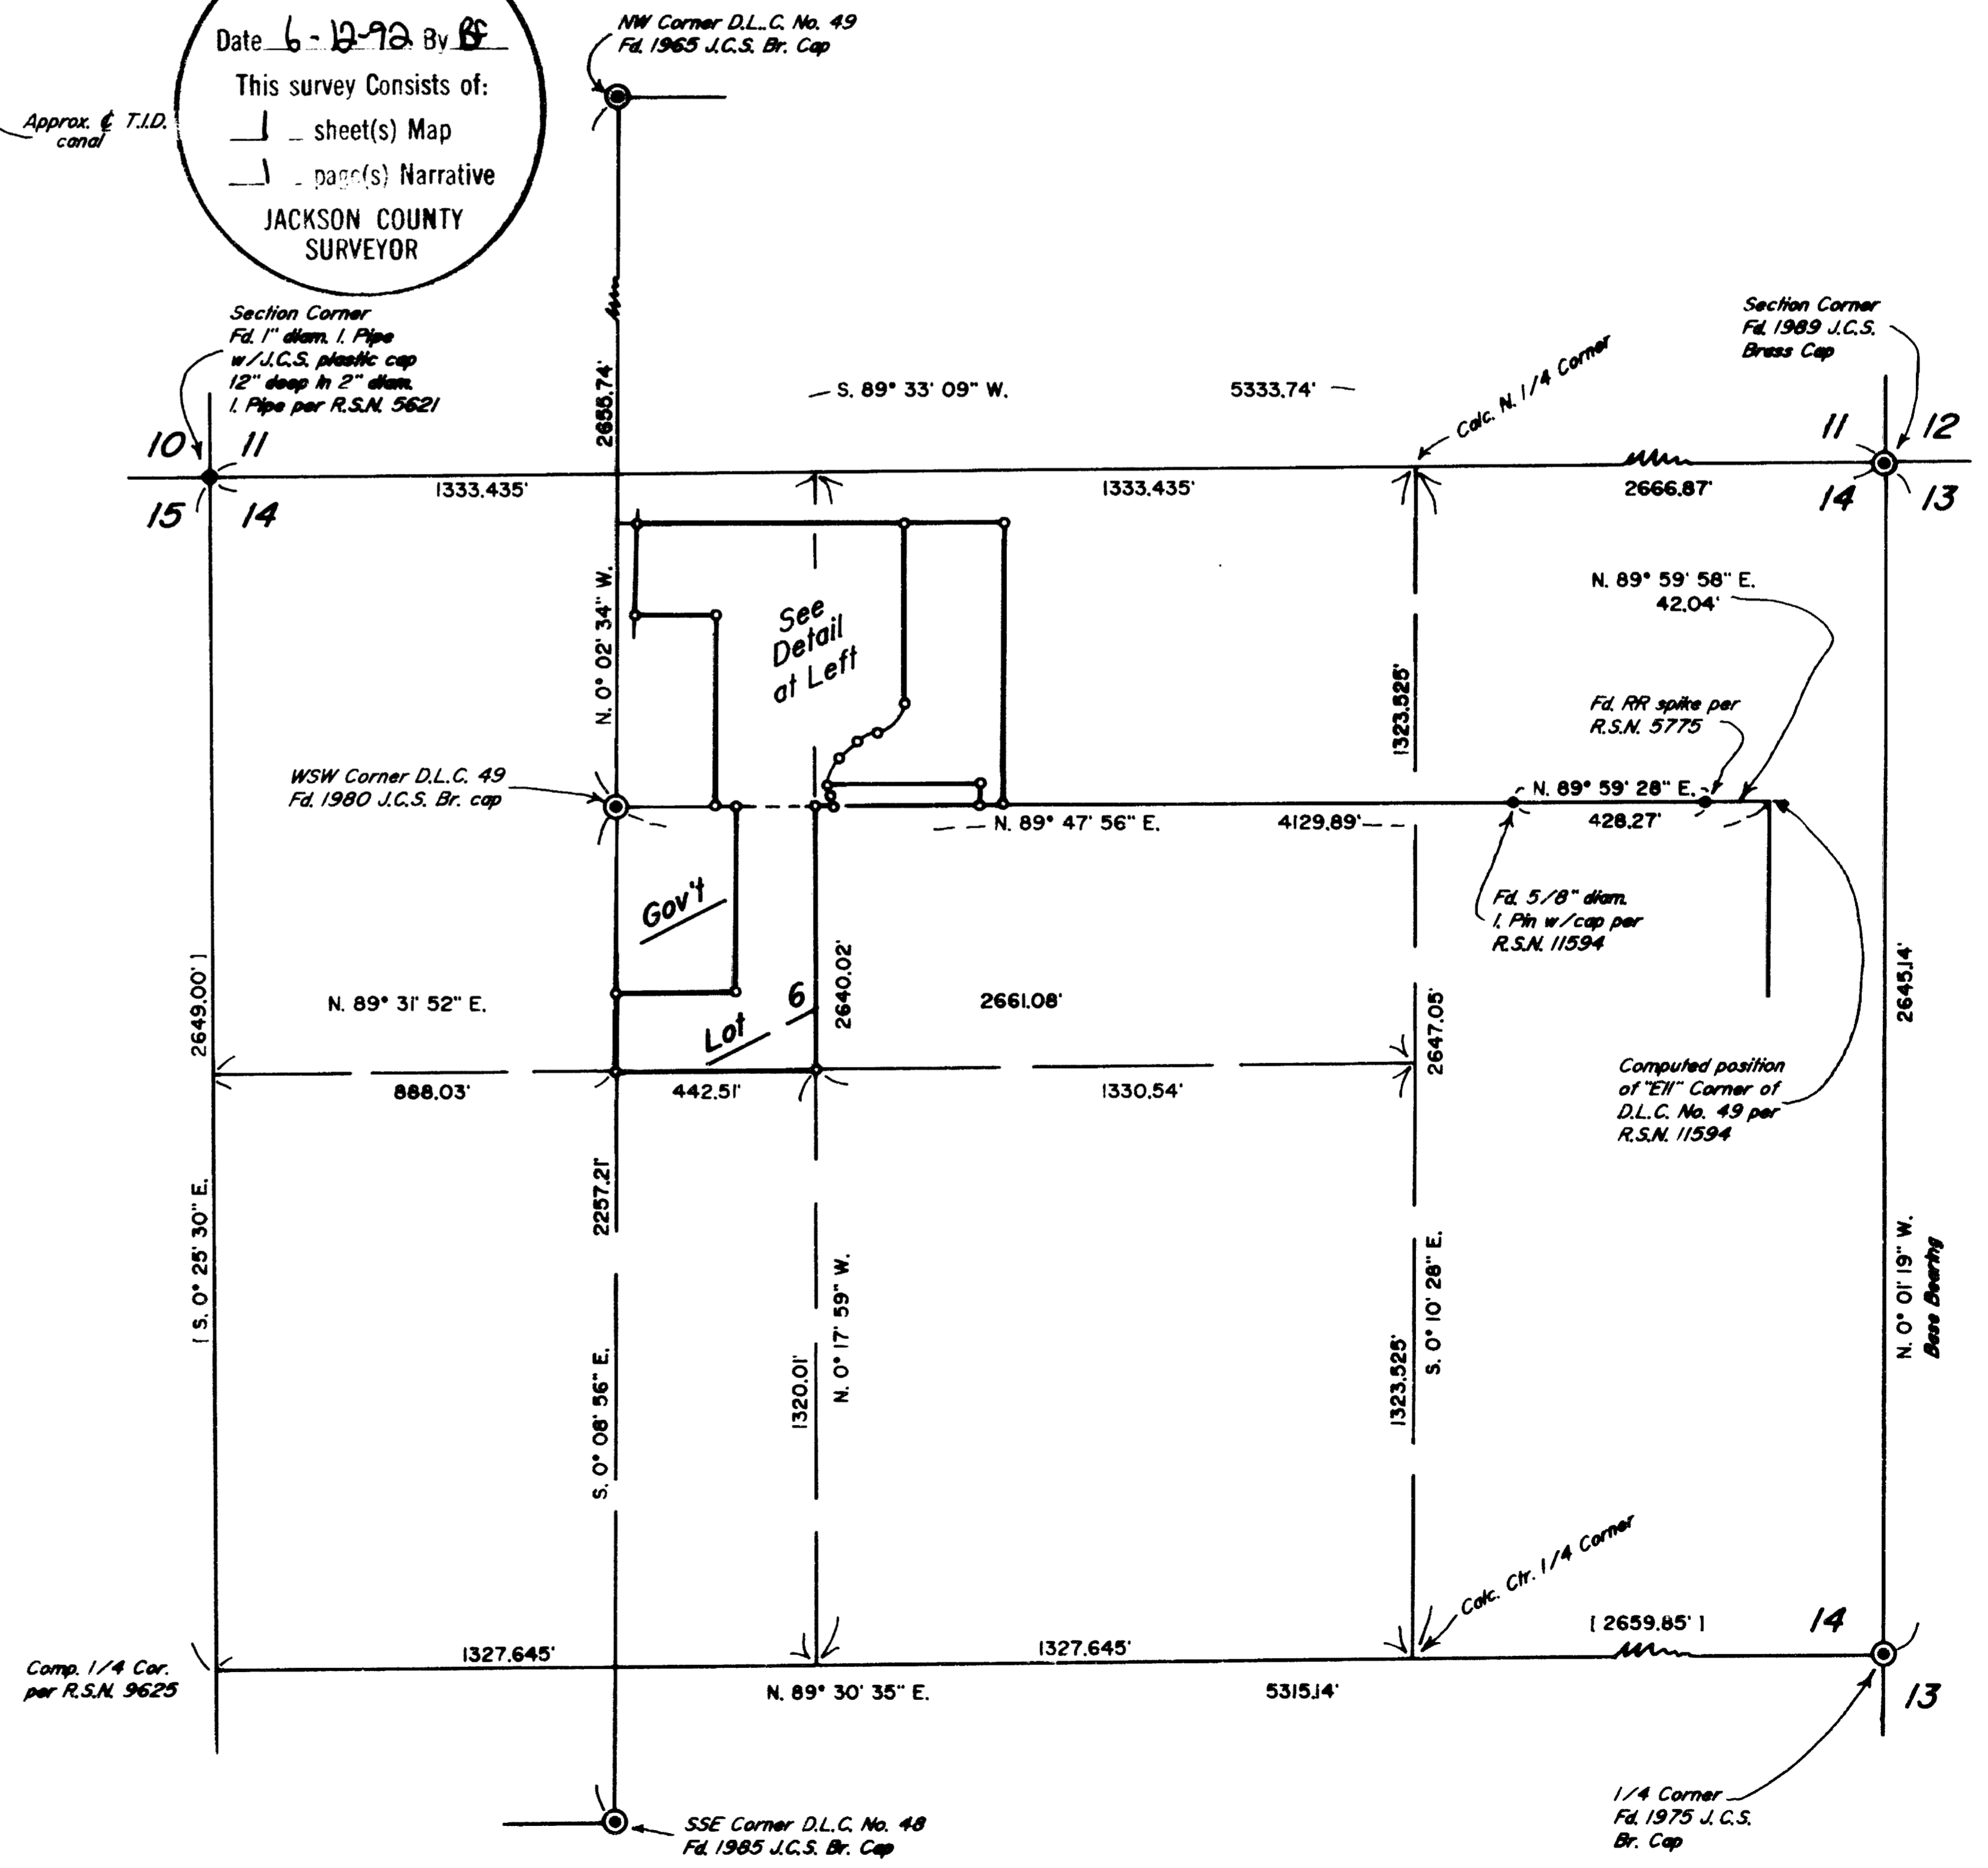 Date 6-12-92 By BF
This survey Consists of:
1 sheet(s) Map
1 page(s) Narrative
JACKSON COUNTY
SURVEYOR
Approx. ℄ T.I.D.
canal
NW Corner D.L.C. No. 49
Fd. 1965 J.C.S. Br. Cap
Section Corner
Fd. 1" diam. I. Pipe
w/J.C.S. plastic cap
12" deep in 2" diam.
I. Pipe per R.S.N. 5621
Section Corner
Fd. 1989 J.C.S.
Brass Cap
Calc. N. 1/4 Corner
2655.74'
S. 89° 33' 09" W. 5333.74'
10 11
15 14
11 12
14 13
1333.435'
1333.435'
2666.87'
N. 0° 02' 34" W.
See
Detail
at Left
1323.525'
N. 89° 59' 58" E.
42.04'
Fd. RR spike per
R.S.N. 5775
WSW Corner D.L.C. 49
Fd. 1980 J.C.S. Br. cap
N. 89° 59' 28" E.
428.27'
N. 89° 47' 56" E. 4129.89'
Fd. 5/8" diam.
I. Pin w/cap per
R.S.N. 11594
Gov't
Lot 6
2649.00' ]
N. 89° 31' 52" E.
2661.08'
2640.02'
2647.05'
2645.14'
888.03'
442.51'
1330.54'
Computed position
of "Ell" Corner of
D.L.C. No. 49 per
R.S.N. 11594
[ S. 0° 25' 30" E.
2257.21'
S. 0° 08' 56" E.
1320.01'
N. 0° 17' 59" W.
1323.525'
S. 0° 10' 28" E.
N. 0° 01' 19" W.
Base Bearing
Calc. Ctr. 1/4 Corner
[ 2659.85' ]
14
13
1327.645'
1327.645'
Comp. 1/4 Cor.
per R.S.N. 9625
N. 89° 30' 35" E. 5315.14'
1/4 Corner
Fd. 1975 J.C.S.
Br. Cap
SSE Corner D.L.C. No. 48
Fd. 1985 J.C.S. Br. Cap